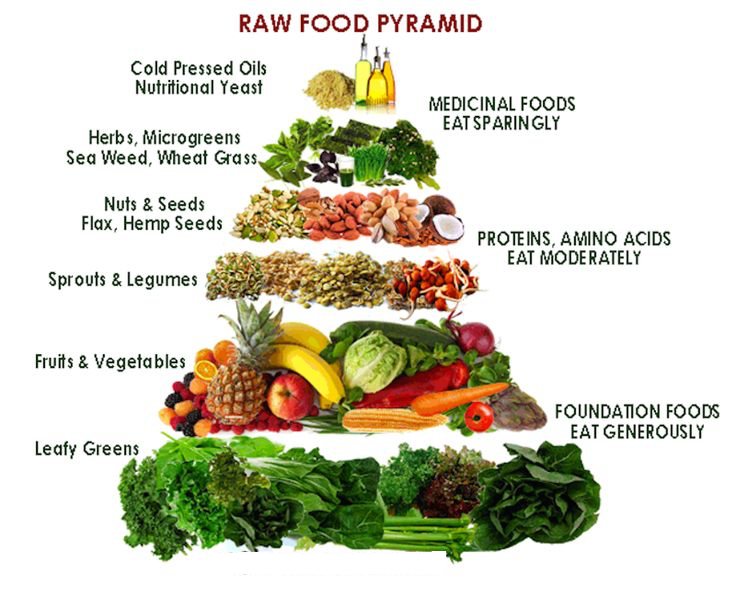 RAW FOOD PYRAMID
Cold Pressed Oils
Nutritional Yeast
MEDICINAL FOODS
EAT SPARINGLY
Herbs, Microgreens
Sea Weed, Wheat Grass
Nuts & Seeds
Flax, Hemp Seeds
PROTEINS, AMINO ACIDS
EAT MODERATELY
Sprouts & Legumes
Fruits & Vegetables
FOUNDATION FOODS
EAT GENEROUSLY
Leafy Greens